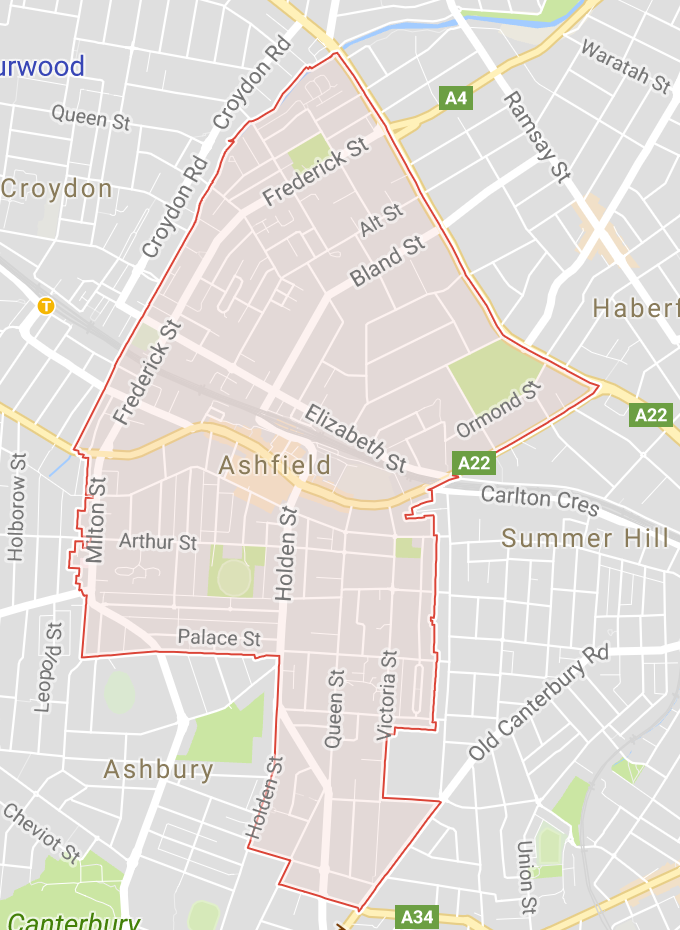 urwood
Croydon Rd
Waratah St
A4
Queen St
Ramsay St
Frederick St
Croydon
Croydon Rd
Alt St
Bland St
T
Haberf
Frederick St
Ormond St
A22
Elizabeth St
Ashfield
A22
Holborow St
Milton St
Carlton Cres
Holden St
Arthur St
Summer Hill
Leopold St
Palace St
Queen St
Victoria St
Old Canterbury Rd
Ashbury
Holden St
Cheviot St
Union St
Canterbury
A34